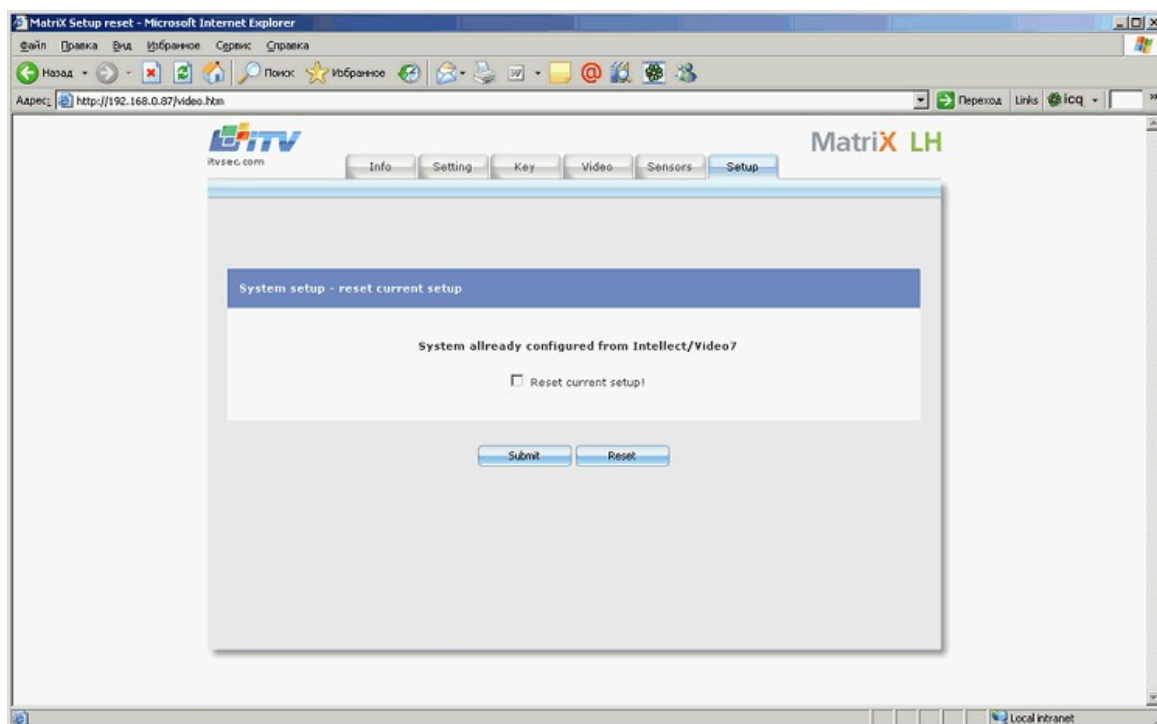 MatriX Setup reset - Microsoft Internet Explorer
Файл Правка Вид Избранное Сервис Справка
Назад Поиск Избранное
Адрес: http://192.168.0.87/video.htm Переход Links icq
iTV
itvsec.com
MatriX LH
Info Setting Key Video Sensors Setup
System setup - reset current setup
System allready configured from Intellect/Video7
Reset current setup!
Submit Reset
Local intranet